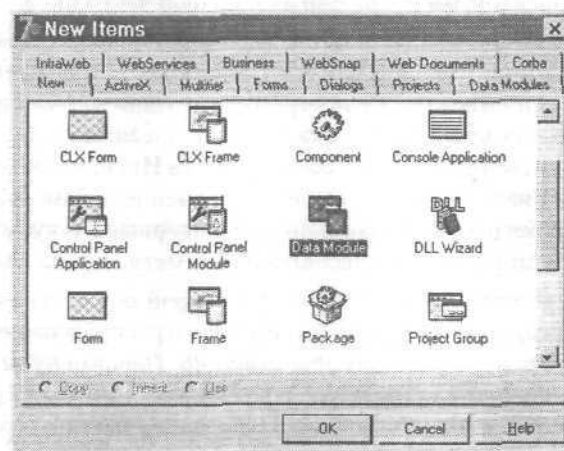 7 New Items
IntraWeb WebServices Business WebSnap Web Documents Corba
New ActiveX Multitier Forms Dialogs Projects Data Modules
CLX Form CLX Frame Component Console Application
Control Panel Application Control Panel Module Data Module DLL Wizard
Form Frame Package Project Group
Copy Inherit Use
OK Cancel Help